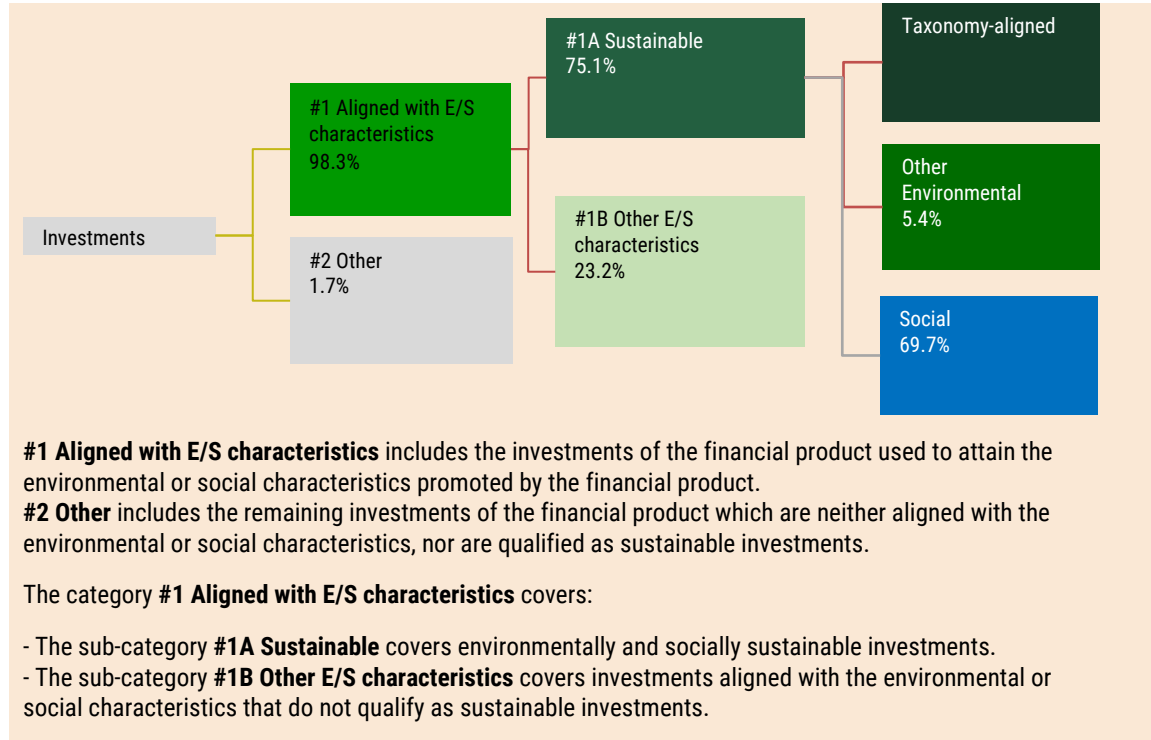 Investments
#1 Aligned with E/S
characteristics
98.3%
#2 Other
1.7%
#1A Sustainable
75.1%
#1B Other E/S
characteristics
23.2%
Taxonomy-aligned
Other
Environmental
5.4%
Social
69.7%
#1 Aligned with E/S characteristics includes the investments of the financial product used to attain the
environmental or social characteristics promoted by the financial product.
#2 Other includes the remaining investments of the financial product which are neither aligned with the
environmental or social characteristics, nor are qualified as sustainable investments.
The category #1 Aligned with E/S characteristics covers:
- The sub-category #1A Sustainable covers environmentally and socially sustainable investments.
- The sub-category #1B Other E/S characteristics covers investments aligned with the environmental or
social characteristics that do not qualify as sustainable investments.